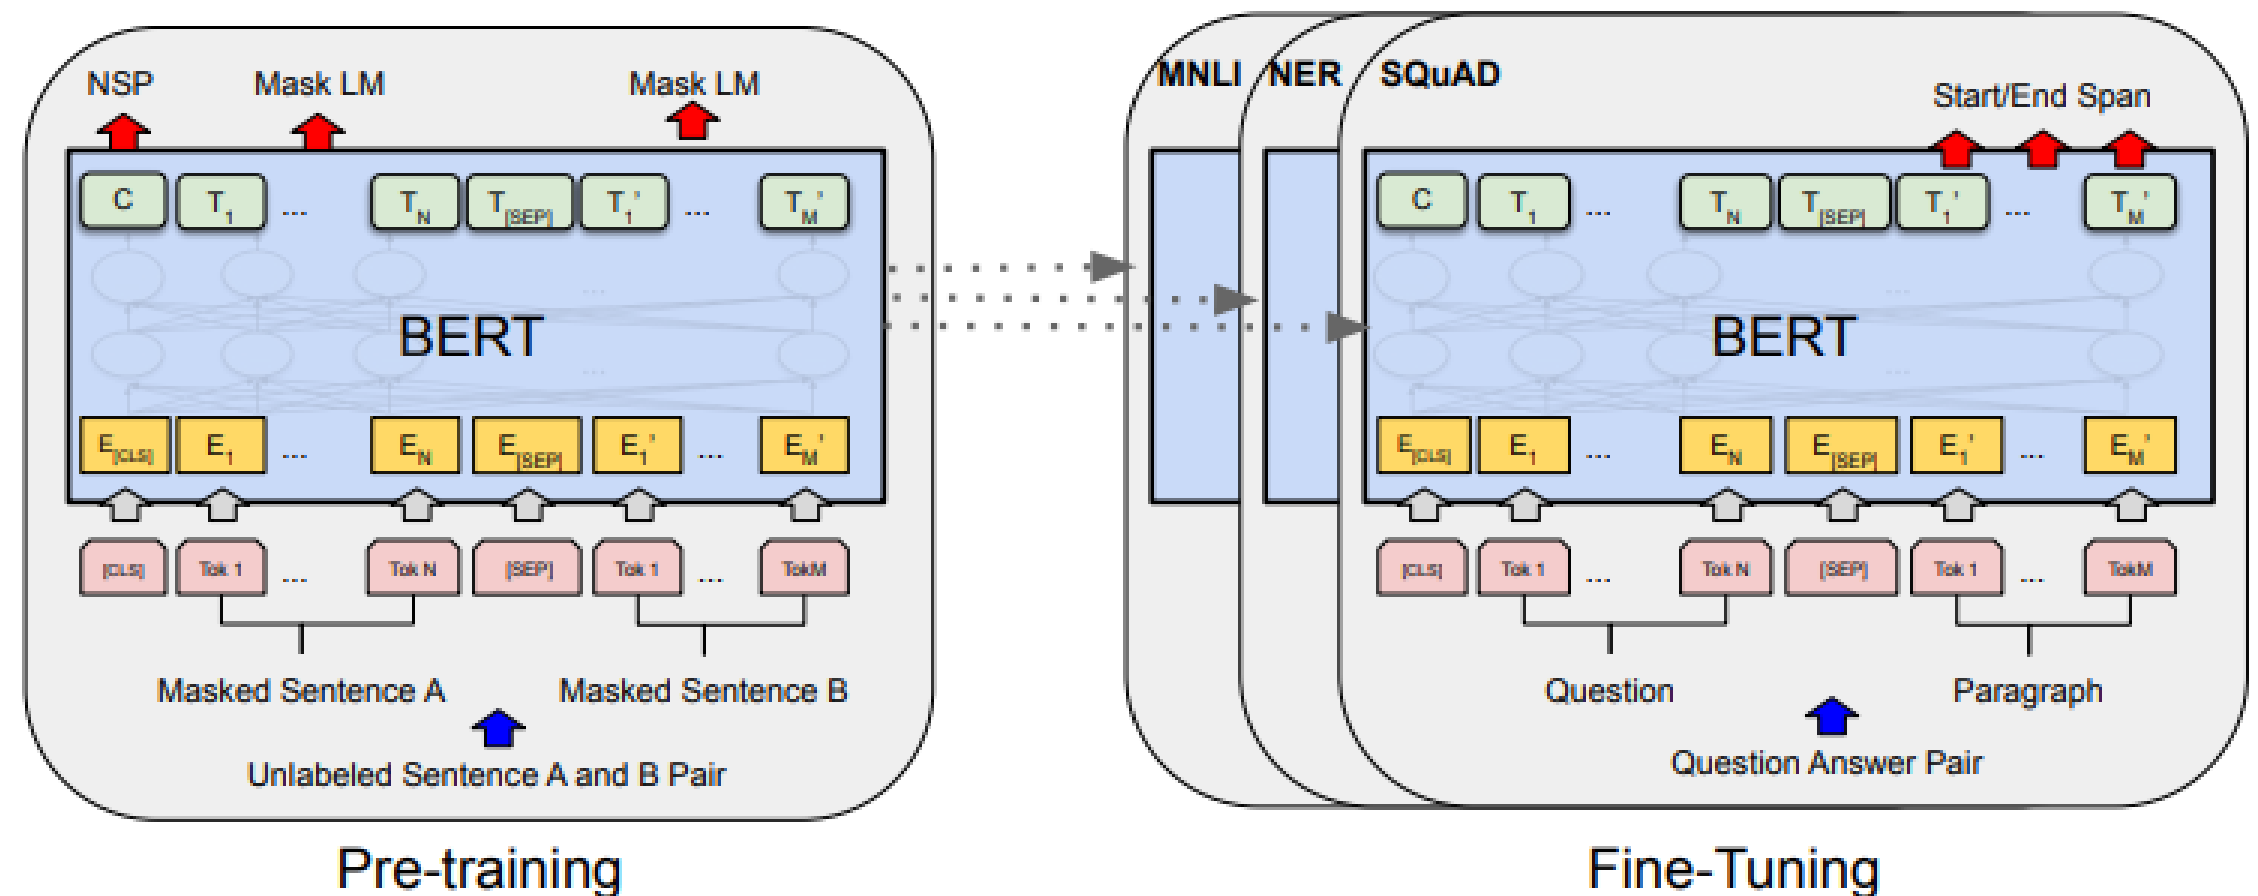 NSP Mask LM Mask LM
C T1 ... TN T[SEP] T1' ... TM'
...
BERT
...
E[CLS] E1 ... EN E[SEP] E1' ... EM'
[CLS] Tok 1 ... Tok N [SEP] Tok 1 ... TokM
Masked Sentence A Masked Sentence B
Unlabeled Sentence A and B Pair
Pre-training
MNLI NER SQuAD
Start/End Span
C T1 ... TN T[SEP] T1' ... TM'
...
BERT
...
E[CLS] E1 ... EN E[SEP] E1' ... EM'
[CLS] Tok 1 ... Tok N [SEP] Tok 1 ... TokM
Question Paragraph
Question Answer Pair
Fine-Tuning